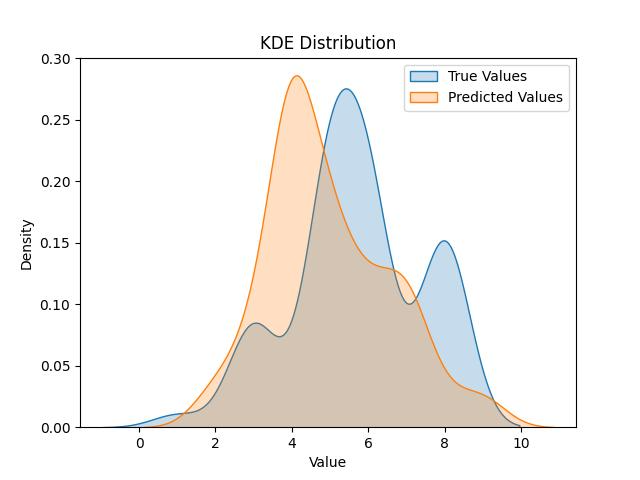 KDE Distribution
True Values
Predicted Values
Density
0.30
0.25
0.20
0.15
0.10
0.05
0.00
0 2 4 6 8 10
Value